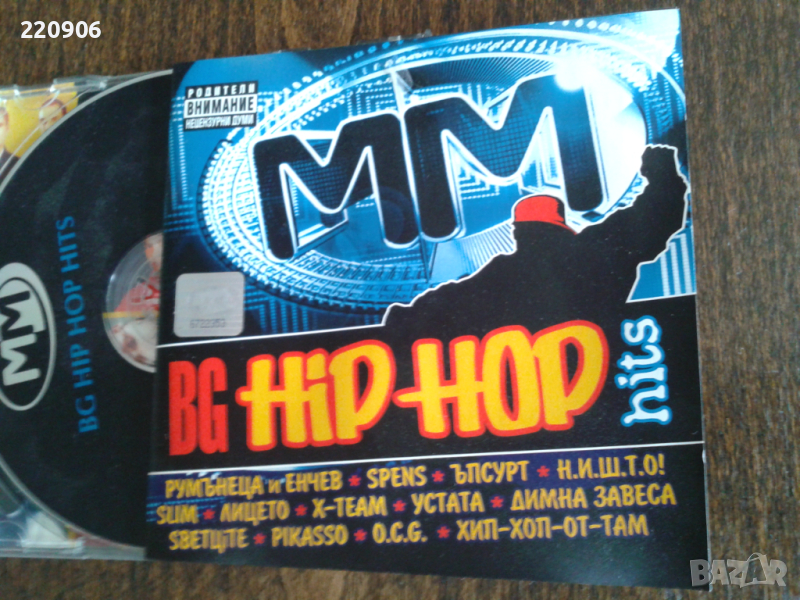 220906
РОДИТЕЛИ
ВНИМАНИЕ
НЕЦЕНЗУРНИ ДУМИ
MM
BG HiP HOP
hits
РУМЪНЕЦА и ЕНЧЕВ * SPENS * ЪПСУРТ * Н.И.Ш.Т.О!
SLIM * ЛИЦЕТО * X-TEAM * УСТАТА * ДИМНА ЗАВЕСА
SВЕТЦИТЕ * PIKASSO * O.C.G. * ХИП-ХОП-ОТ-ТАМ
MM
BG HIP HOP HITS
BAZAR